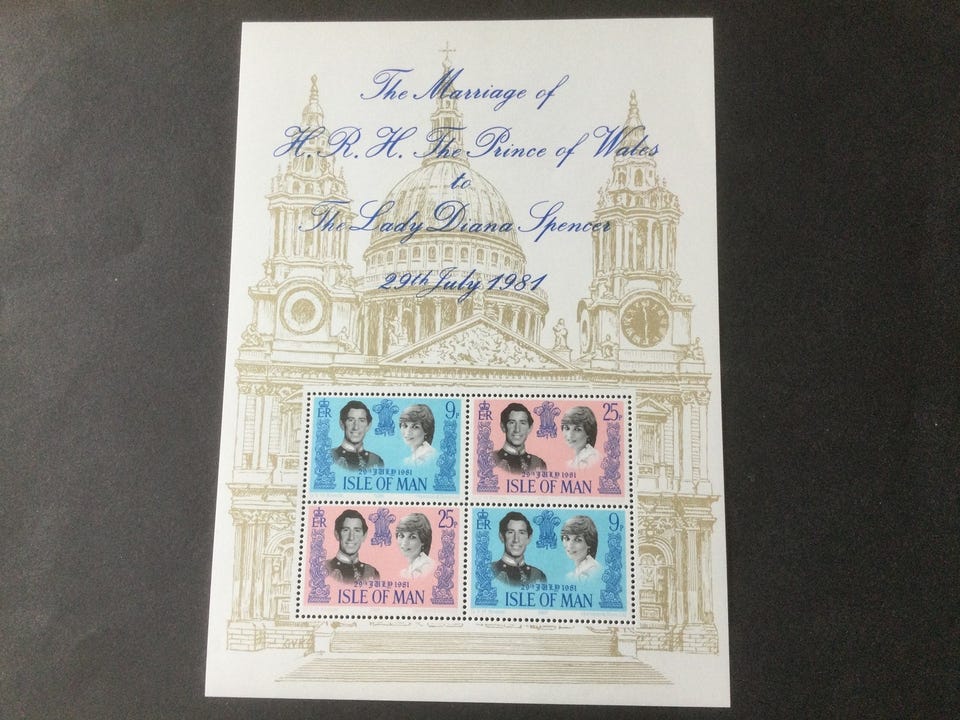 The Marriage of
H. R. H. The Prince of Wales
to
The Lady Diana Spencer
29th July 1981
ER 9P
29th JULY 1981
ISLE OF MAN
ER 25P
29th JULY 1981
ISLE OF MAN
ER 25P
29th JULY 1981
ISLE OF MAN
ER 9P
29th JULY 1981
ISLE OF MAN